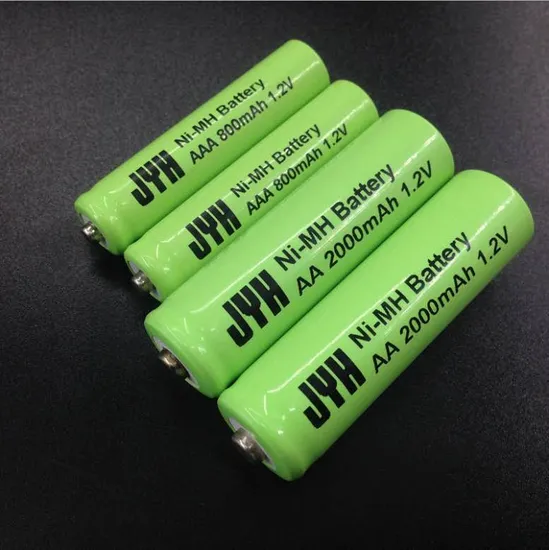 JYH
Ni-MH Battery
AAA 800mAh 1.2V
JYH
Ni-MH Battery
AAA 800mAh 1.2V
JYH
Ni-MH Battery
AA 2000mAh 1.2V
JYH
Ni-MH Battery
AA 2000mAh 1.2V